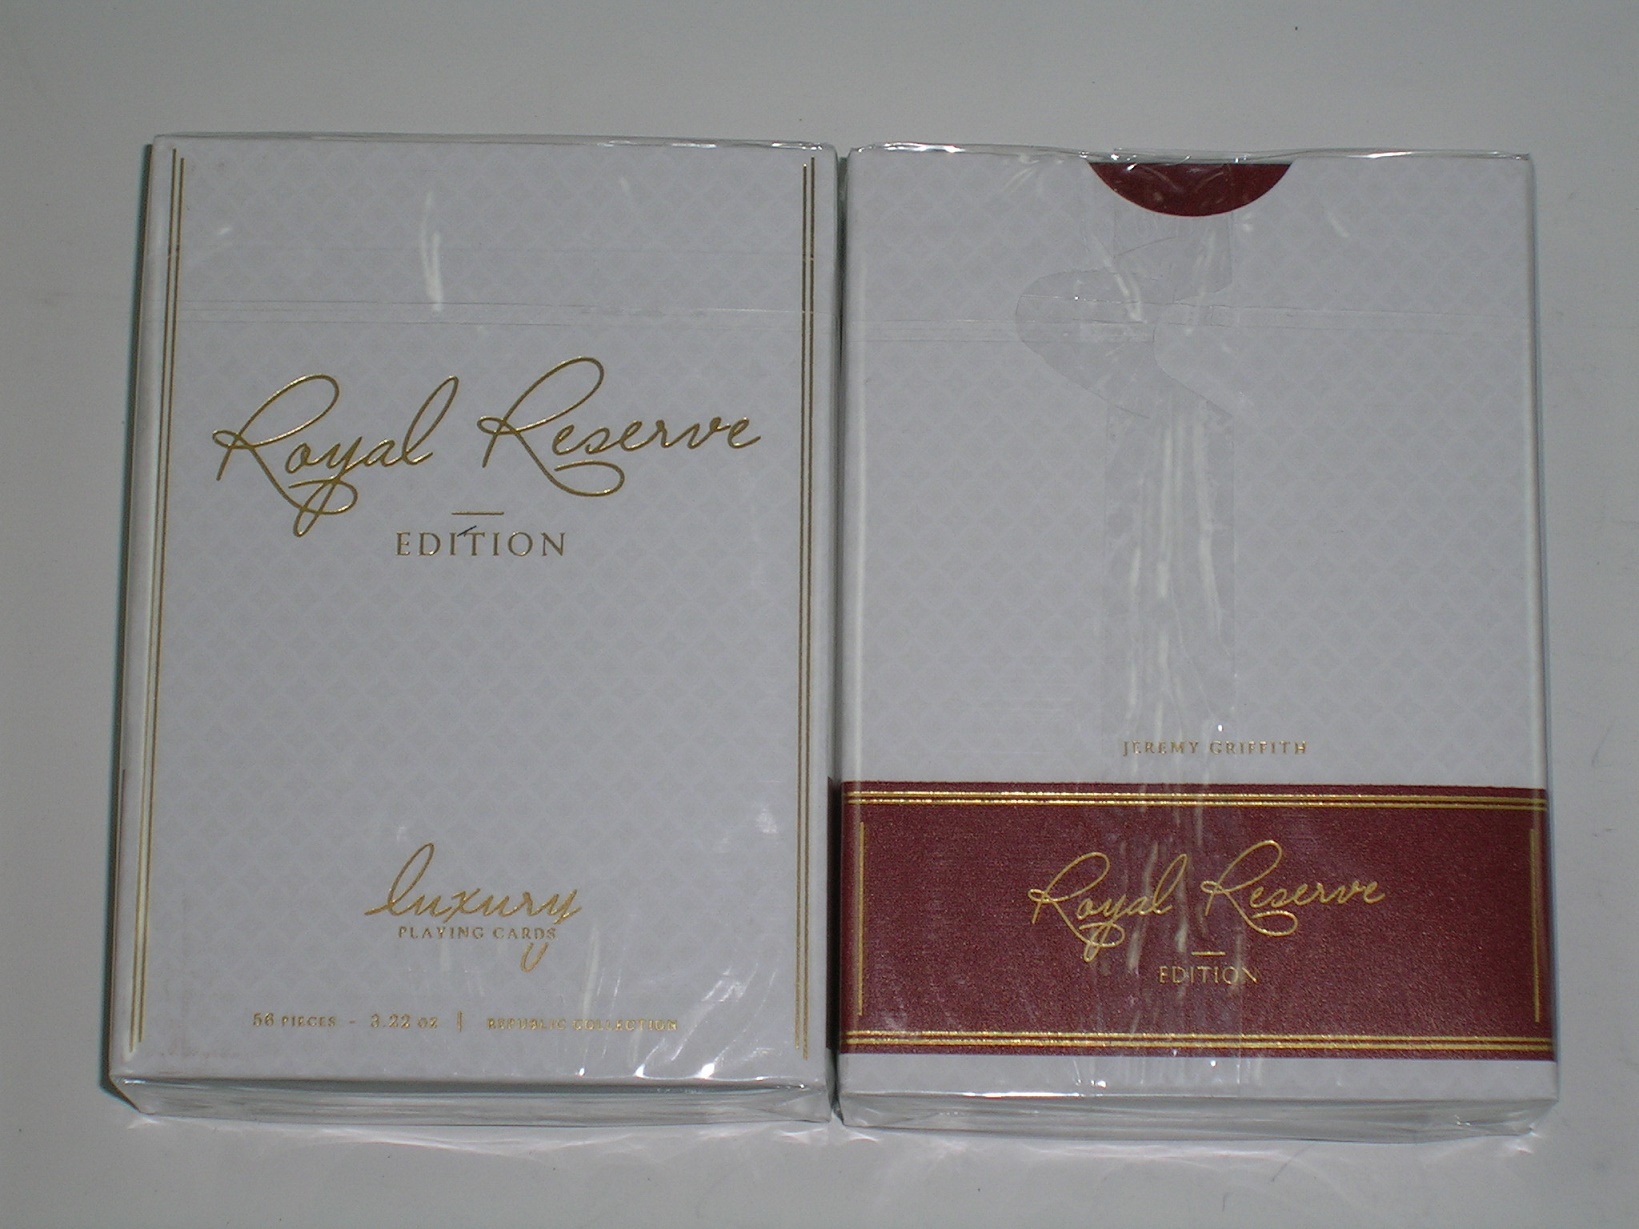 Royal Reserve
EDITION
luxury
PLAYING CARDS
56 PIECES - 3.22 OZ | REPUBLIC COLLECTION
JEREMY GRIFFITH
Royal Reserve
EDITION